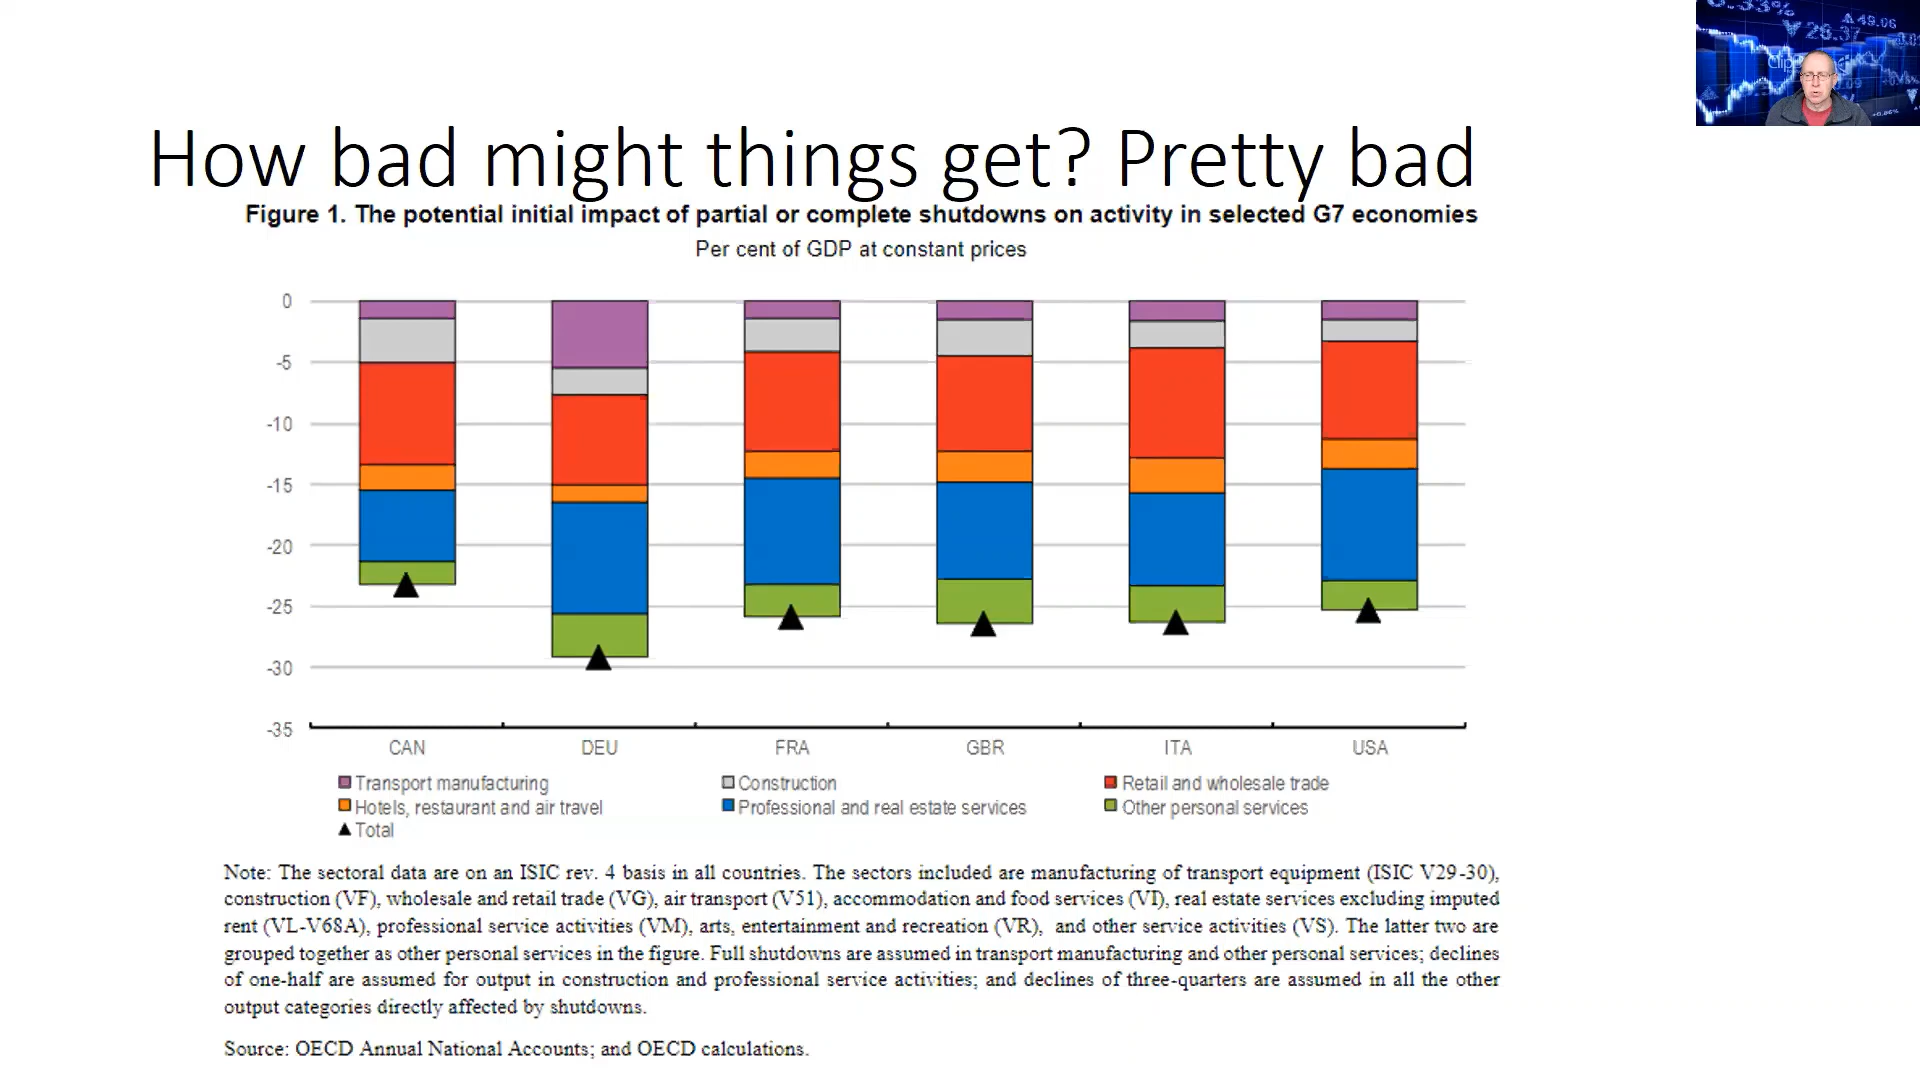 How bad might things get? Pretty bad
Figure 1. The potential initial impact of partial or complete shutdowns on activity in selected G7 economies
Per cent of GDP at constant prices
0
-5
-10
-15
-20
-25
-30
-35
CAN DEU FRA GBR ITA USA
Transport manufacturing Construction Retail and wholesale trade
Hotels, restaurant and air travel Professional and real estate services Other personal services
Total
Note: The sectoral data are on an ISIC rev. 4 basis in all countries. The sectors included are manufacturing of transport equipment (ISIC V29-30),
construction (VF), wholesale and retail trade (VG), air transport (V51), accommodation and food services (VI), real estate services excluding imputed
rent (VL-V68A), professional service activities (VM), arts, entertainment and recreation (VR), and other service activities (VS). The latter two are
grouped together as other personal services in the figure. Full shutdowns are assumed in transport manufacturing and other personal services; declines
of one-half are assumed for output in construction and professional service activities; and declines of three-quarters are assumed in all the other
output categories directly affected by shutdowns.
Source: OECD Annual National Accounts; and OECD calculations.
49.06
26.37